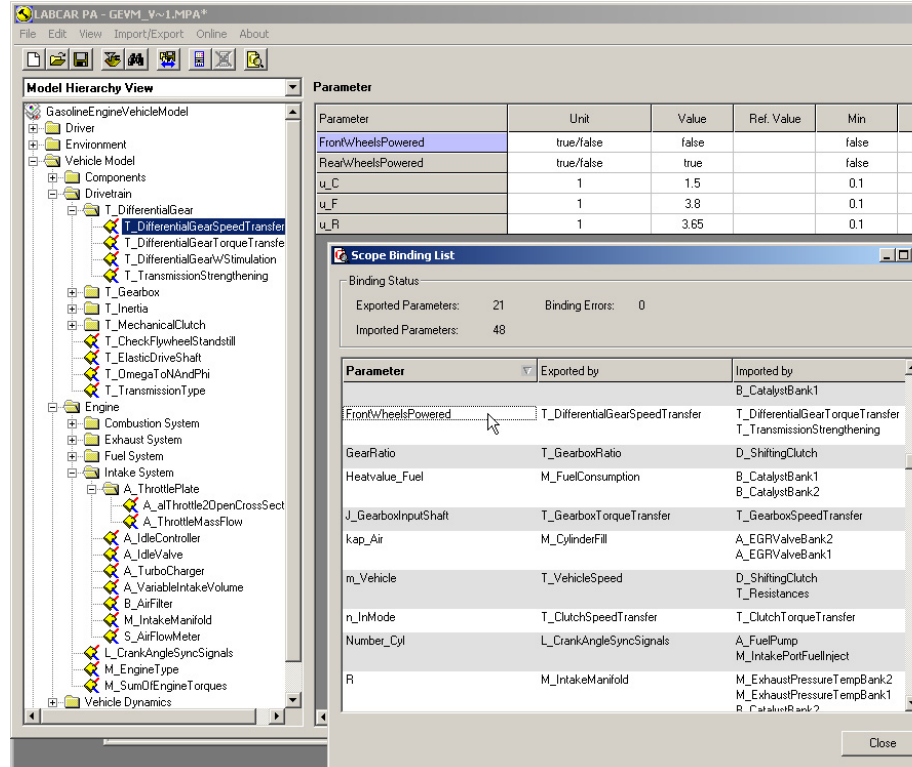 LABCAR PA - GEVM_V~1.MPA*
File Edit View Import/Export Online About
Model Hierarchy View
GasolineEngineVehicleModel
Driver
Environment
Vehicle Model
Components
Drivetrain
T_DifferentialGear
T_DifferentialGearSpeedTransfer
T_DifferentialGearTorqueTransfe
T_DifferentialGearWStimulation
T_TransmissionStrengthening
T_Gearbox
T_Inertia
T_MechanicalClutch
T_CheckFlywheelStandstill
T_ElasticDriveShaft
T_OmegaToNAndPhi
T_TransmissionType
Engine
Combustion System
Exhaust System
Fuel System
Intake System
A_ThrottlePlate
A_alThrottle2OpenCrossSect
A_ThrottleMassFlow
A_IdleController
A_IdleValve
A_TurboCharger
A_VariableIntakeVolume
B_AirFilter
M_IntakeManifold
S_AirFlowMeter
L_CrankAngleSyncSignals
M_EngineType
M_SumOfEngineTorques
Vehicle Dynamics
Parameter
Parameter Unit Value Ref. Value Min
FrontWheelsPowered true/false false false
RearWheelsPowered true/false true false
u_C 1 1.5 0.1
u_F 1 3.8 0.1
u_R 1 3.65 0.1
Scope Binding List
Binding Status
Exported Parameters: 21 Binding Errors: 0
Imported Parameters: 48
Parameter Exported by Imported by
B_CatalystBank1
FrontWheelsPowered T_DifferentialGearSpeedTransfer T_DifferentialGearTorqueTransfer
T_TransmissionStrengthening
GearRatio T_GearboxRatio D_ShiftingClutch
Heatvalue_Fuel M_FuelConsumption B_CatalystBank1
B_CatalystBank2
J_GearboxInputShaft T_GearboxTorqueTransfer T_GearboxSpeedTransfer
kap_Air M_CylinderFill A_EGRValveBank2
A_EGRValveBank1
m_Vehicle T_VehicleSpeed D_ShiftingClutch
T_Resistances
n_InMode T_ClutchSpeedTransfer T_ClutchTorqueTransfer
Number_Cyl L_CrankAngleSyncSignals A_FuelPump
M_IntakePortFuelInject
R M_IntakeManifold M_ExhaustPressureTempBank2
M_ExhaustPressureTempBank1
B_CatalystBank2
Close